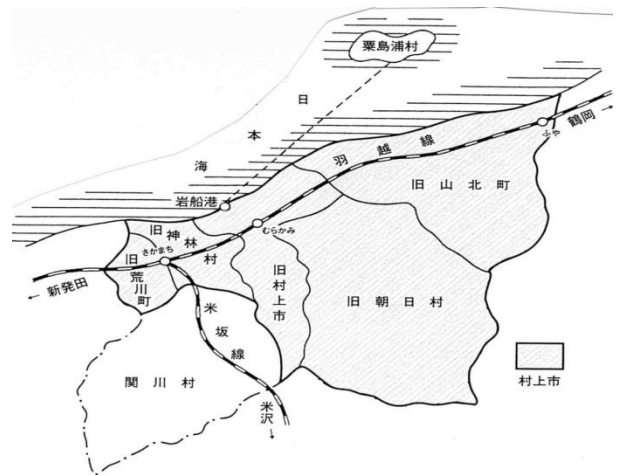 粟島浦村
日本海
鶴岡
羽越線
旧山北町
岩船港
旧神林村
むらかみ
さかまち
旧荒川町
旧村上市
旧朝日村
新発田
米坂線
関川村
村上市
米沢